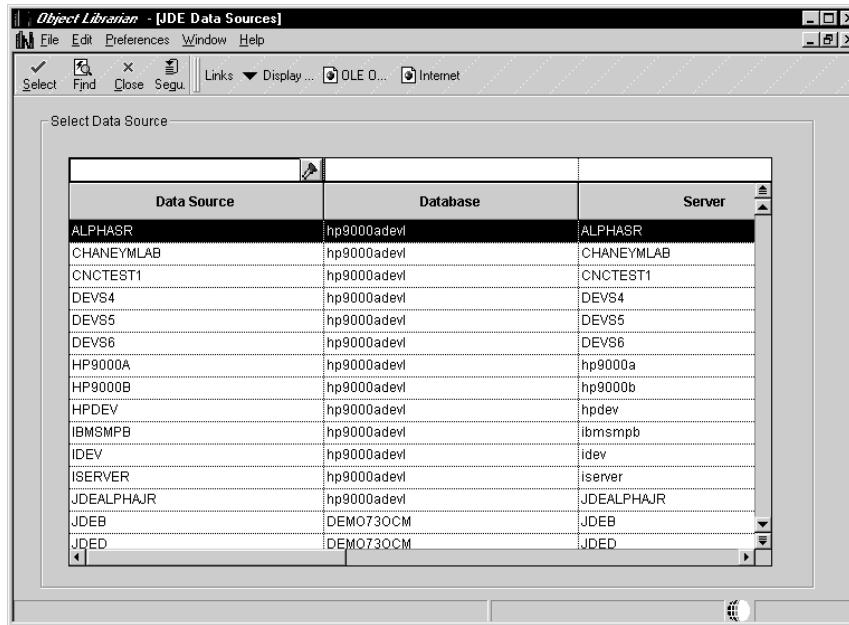 Object Librarian - [JDE Data Sources]
File Edit Preferences Window Help
Select Find Close Sequ. Links Display ... OLE O... Internet
Select Data Source
Data Source Database Server
ALPHASR hp9000adevl ALPHASR
CHANEYMLAB hp9000adevl CHANEYMLAB
CNCTEST1 hp9000adevl CNCTEST1
DEVS4 hp9000adevl DEVS4
DEVS5 hp9000adevl DEVS5
DEVS6 hp9000adevl DEVS6
HP9000A hp9000adevl hp9000a
HP9000B hp9000adevl hp9000b
HPDEV hp9000adevl hpdev
IBMSMPB hp9000adevl ibmsmpb
IDEV hp9000adevl idev
ISERVER hp9000adevl iserver
JDEALPHAJR hp9000adevl JDEALPHAJR
JDEB DEMO73OCM JDEB
JDED DEMO73OCM JDED